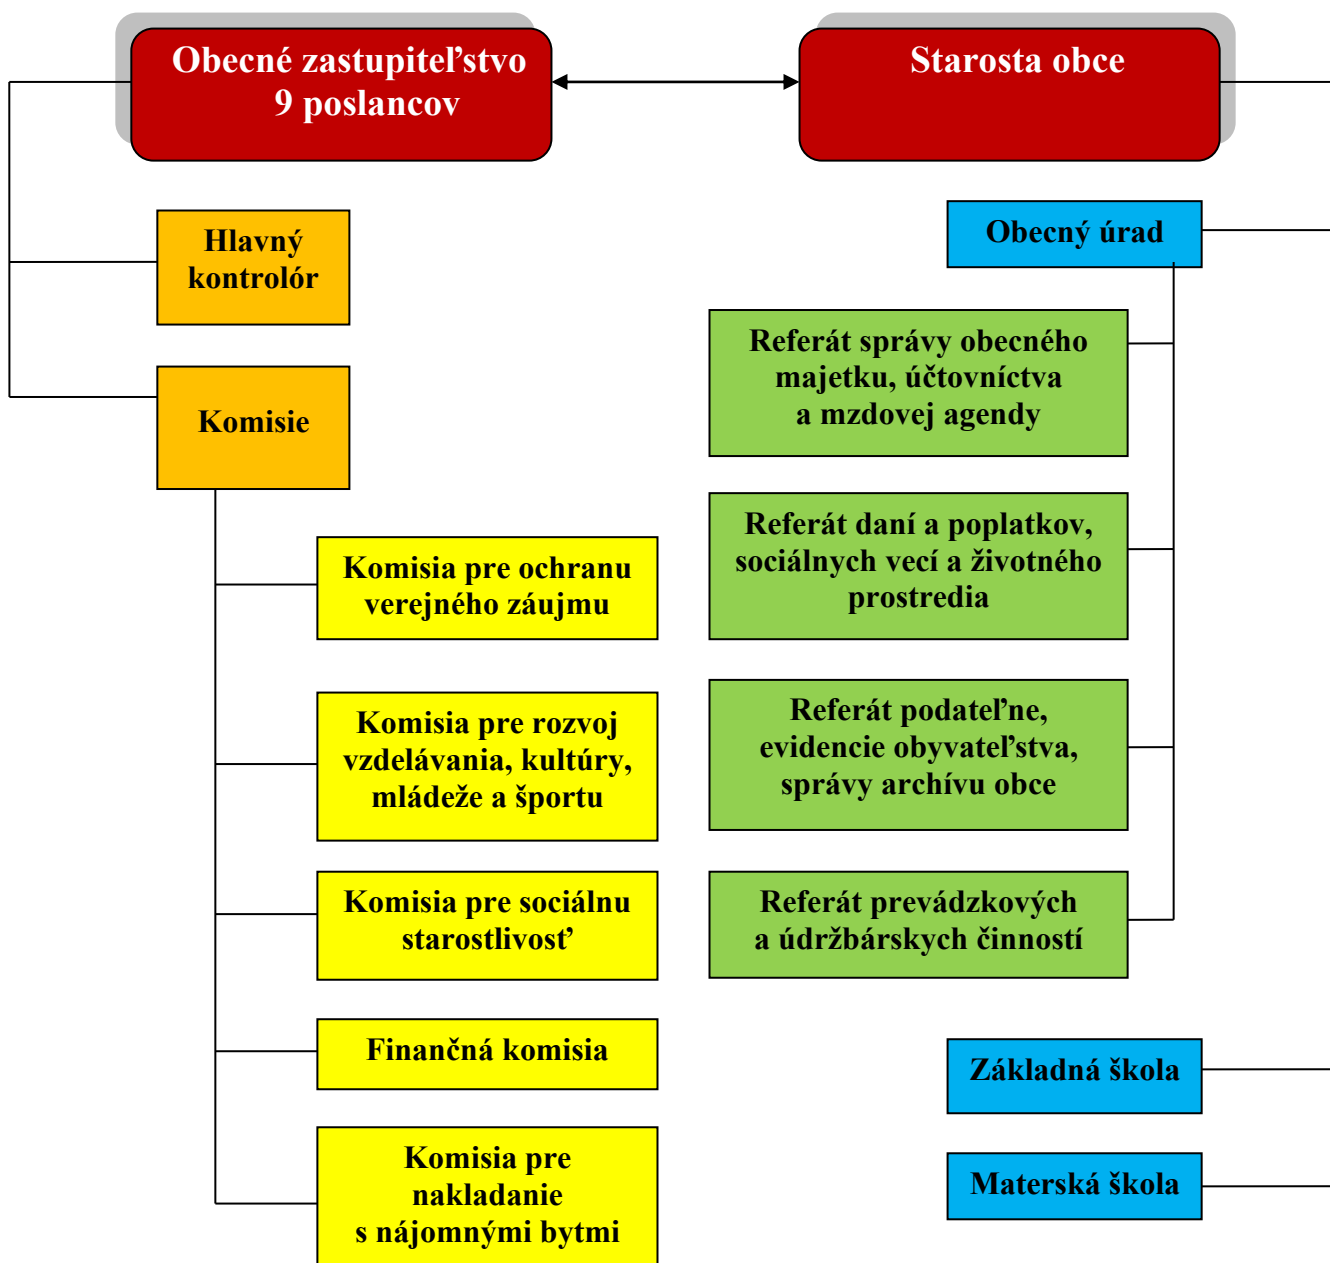 Obecné zastupiteľstvo
9 poslancov
Starosta obce
Hlavný
kontrolór
Komisie
Komisia pre ochranu
verejného záujmu
Komisia pre rozvoj
vzdelávania, kultúry,
mládeže a športu
Komisia pre sociálnu
starostlivosť
Finančná komisia
Komisia pre
nakladanie
s nájomnými bytmi
Obecný úrad
Referát správy obecného
majetku, účtovníctva
a mzdovej agendy
Referát daní a poplatkov,
sociálnych vecí a životného
prostredia
Referát podateľne,
evidencie obyvateľstva,
správy archívu obce
Referát prevádzkových
a údržbárskych činností
Základná škola
Materská škola